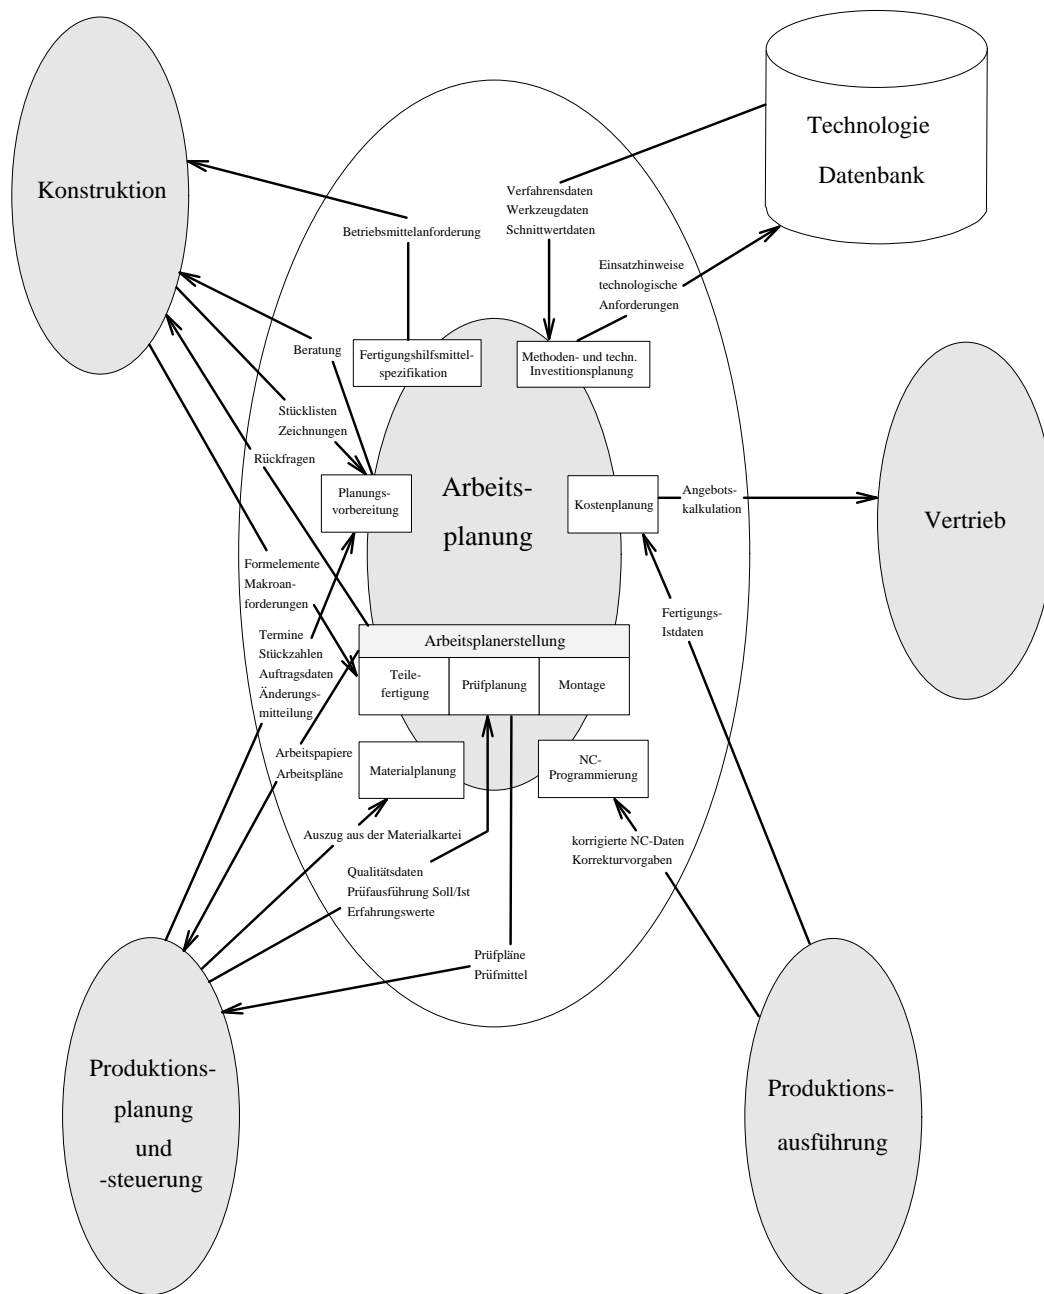 Technologie
Datenbank
Konstruktion
Verfahrensdaten
Werkzeugdaten
Schnittwertdaten
Betriebsmittelanforderung
Einsatzhinweise
technologische
Anforderungen
Beratung
Fertigungshilfsmittel-
spezifikation
Methoden- und techn.
Investitionsplanung
Stücklisten
Zeichnungen
Rückfragen
Planungs-
vorbereitung
Arbeits-
planung
Kostenplanung
Angebots-
kalkulation
Vertrieb
Formelemente
Makroan-
forderungen
Fertigungs-
Istdaten
Termine
Stückzahlen
Auftragsdaten
Änderungs-
mitteilung
Arbeitsplanerstellung
Teile-
fertigung
Prüfplanung
Montage
Arbeitspapiere
Arbeitspläne
Materialplanung
NC-
Programmierung
Auszug aus der Materialkartei
korrigierte NC-Daten
Korrekturvorgaben
Qualitätsdaten
Prüfausführung Soll/Ist
Erfahrungswerte
Prüfpläne
Prüfmittel
Produktions-
planung
und
-steuerung
Produktions-
ausführung